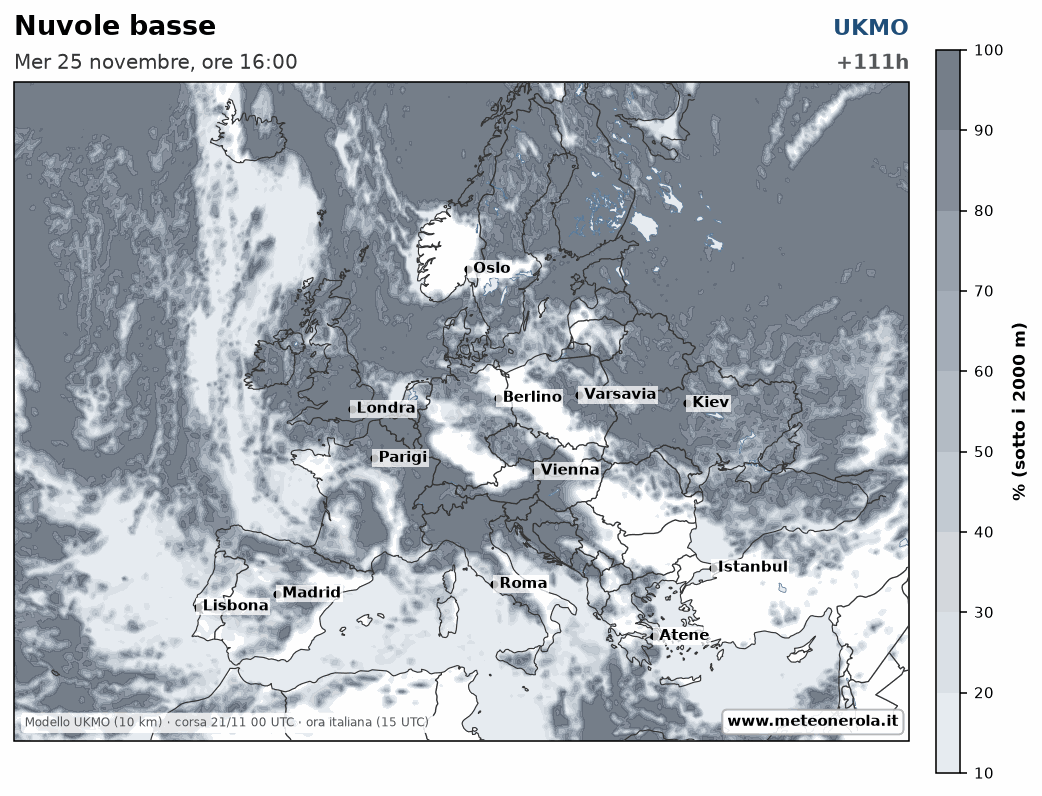 Nuvole basse
UKMO
Mer 25 novembre, ore 16:00
+111h
100
90
80
70
60
50
40
30
20
10
% (sotto i 2000 m)
Oslo
Berlino
Varsavia
Kiev
Londra
Parigi
Vienna
Istanbul
Roma
Madrid
Lisbona
Atene
Modello UKMO (10 km) · corsa 21/11 00 UTC · ora italiana (15 UTC)
www.meteonerola.it